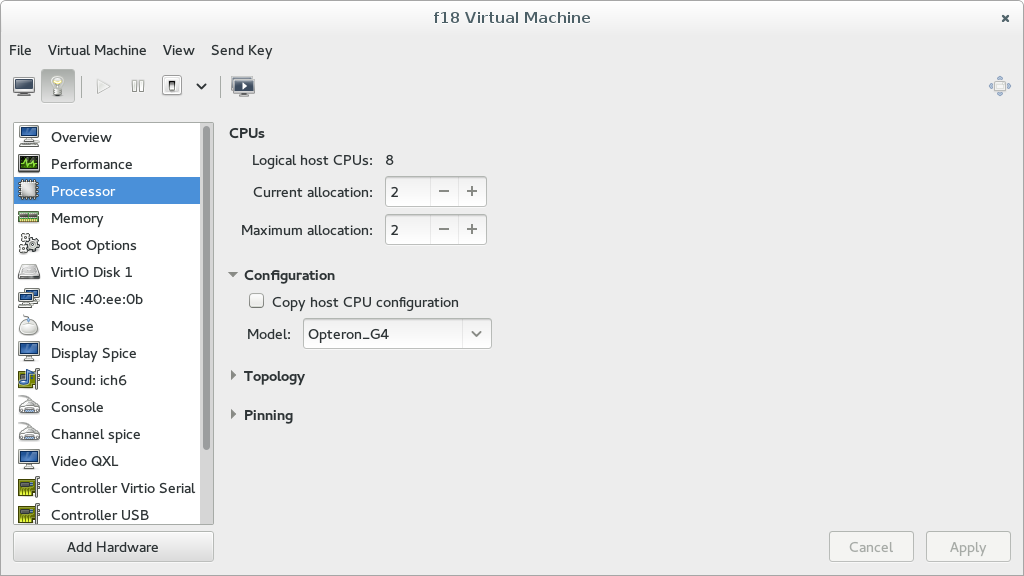 f18 Virtual Machine
File Virtual Machine View Send Key
Overview
Performance
Processor
Memory
Boot Options
VirtIO Disk 1
NIC :40:ee:0b
Mouse
Display Spice
Sound: ich6
Console
Channel spice
Video QXL
Controller Virtio Serial
Controller USB
Add Hardware
CPUs
Logical host CPUs: 8
Current allocation: 2
Maximum allocation: 2
Configuration
Copy host CPU configuration
Model: Opteron_G4
Topology
Pinning
Cancel Apply